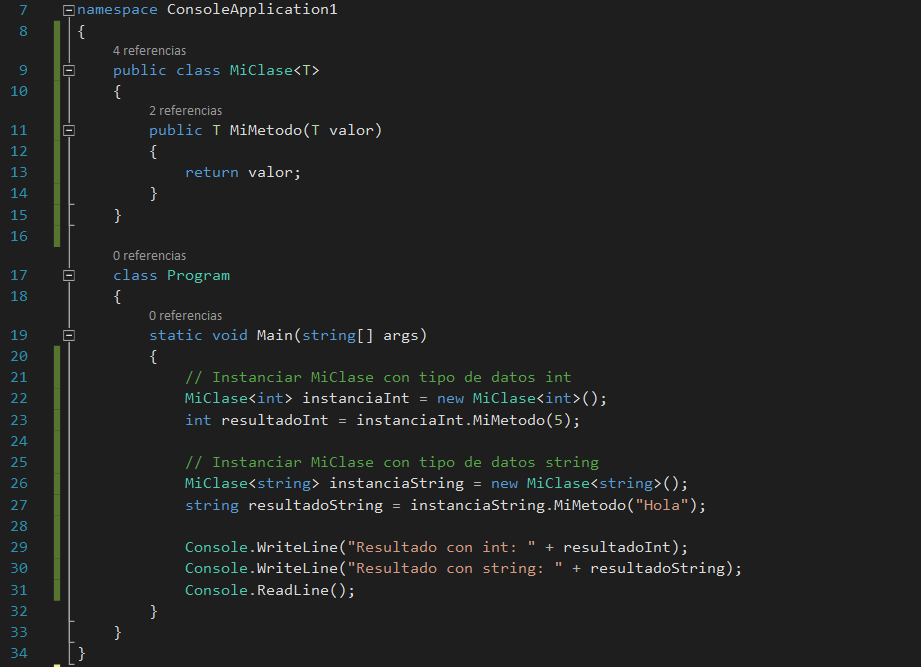 7 namespace ConsoleApplication1
8 {
4 referencias
9 public class MiClase<T>
10 {
2 referencias
11 public T MiMetodo(T valor)
12 {
13 return valor;
14 }
15 }
16
0 referencias
17 class Program
18 {
0 referencias
19 static void Main(string[] args)
20 {
21 // Instanciar MiClase con tipo de datos int
22 MiClase<int> instanciaInt = new MiClase<int>();
23 int resultadoInt = instanciaInt.MiMetodo(5);
24
25 // Instanciar MiClase con tipo de datos string
26 MiClase<string> instanciaString = new MiClase<string>();
27 string resultadoString = instanciaString.MiMetodo("Hola");
28
29 Console.WriteLine("Resultado con int: " + resultadoInt);
30 Console.WriteLine("Resultado con string: " + resultadoString);
31 Console.ReadLine();
32 }
33 }
34 }